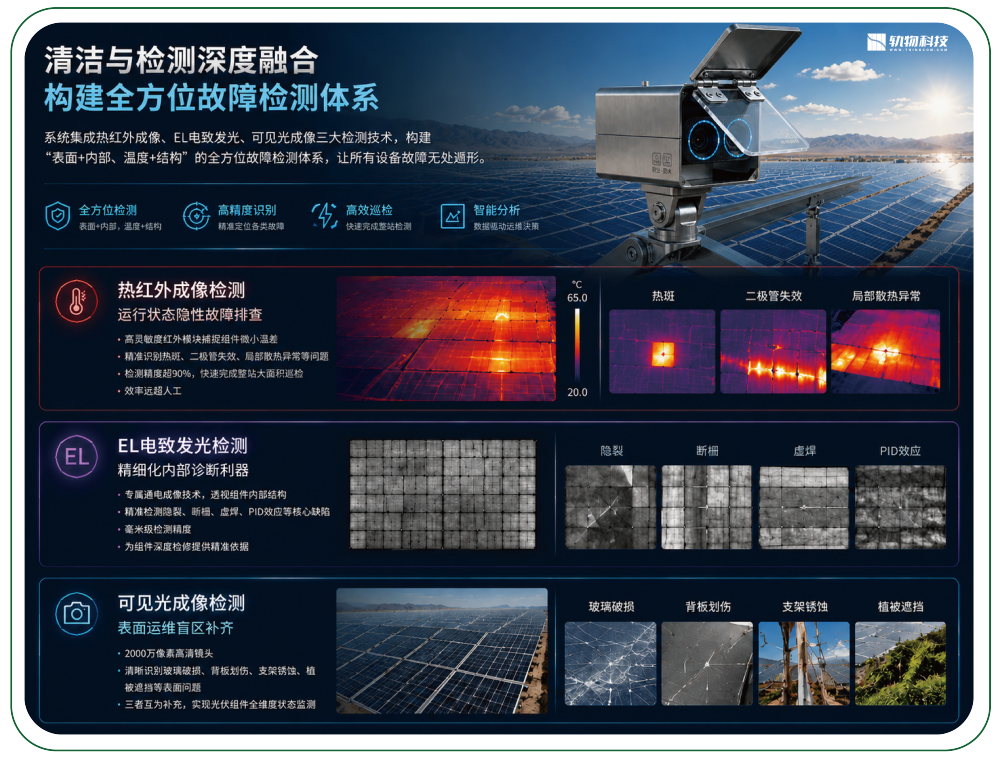 清洁与检测深度融合
构建全方位故障检测体系
轨物科技
系统集成热红外成像、EL电致发光、可见光成像三大检测技术，构建
“表面+内部、温度+结构”的全方位故障检测体系，让所有设备故障无处遁形。
全方位检测
表面+内部，温度+结构
高精度识别
精准定位各类故障
高效巡检
快速完成整站检测
智能分析
数据驱动运维决策
热红外成像检测
运行状态隐性故障排查
• 高灵敏度红外模块捕捉组件微小温差
• 精准识别热斑、二极管失效、局部散热异常等问题
• 检测精度超90%，快速完成整站大面积巡检
• 效率远超人工
℃
65.0
20.0
热斑
二极管失效
局部散热异常
EL
EL电致发光检测
精细化内部诊断利器
• 专属通电成像技术，透视组件内部结构
• 精准检测隐裂、断栅、虚焊、PID效应等核心缺陷
• 毫米级检测精度
• 为组件深度检修提供精准依据
隐裂
断栅
虚焊
PID效应
可见光成像检测
表面运维盲区补齐
• 2000万像素高清镜头
• 清晰识别玻璃破损、背板划伤、支架锈蚀、植
被遮挡等表面问题
• 三者互为补充，实现光伏组件全维度状态监测
玻璃破损
背板划伤
支架锈蚀
植被遮挡